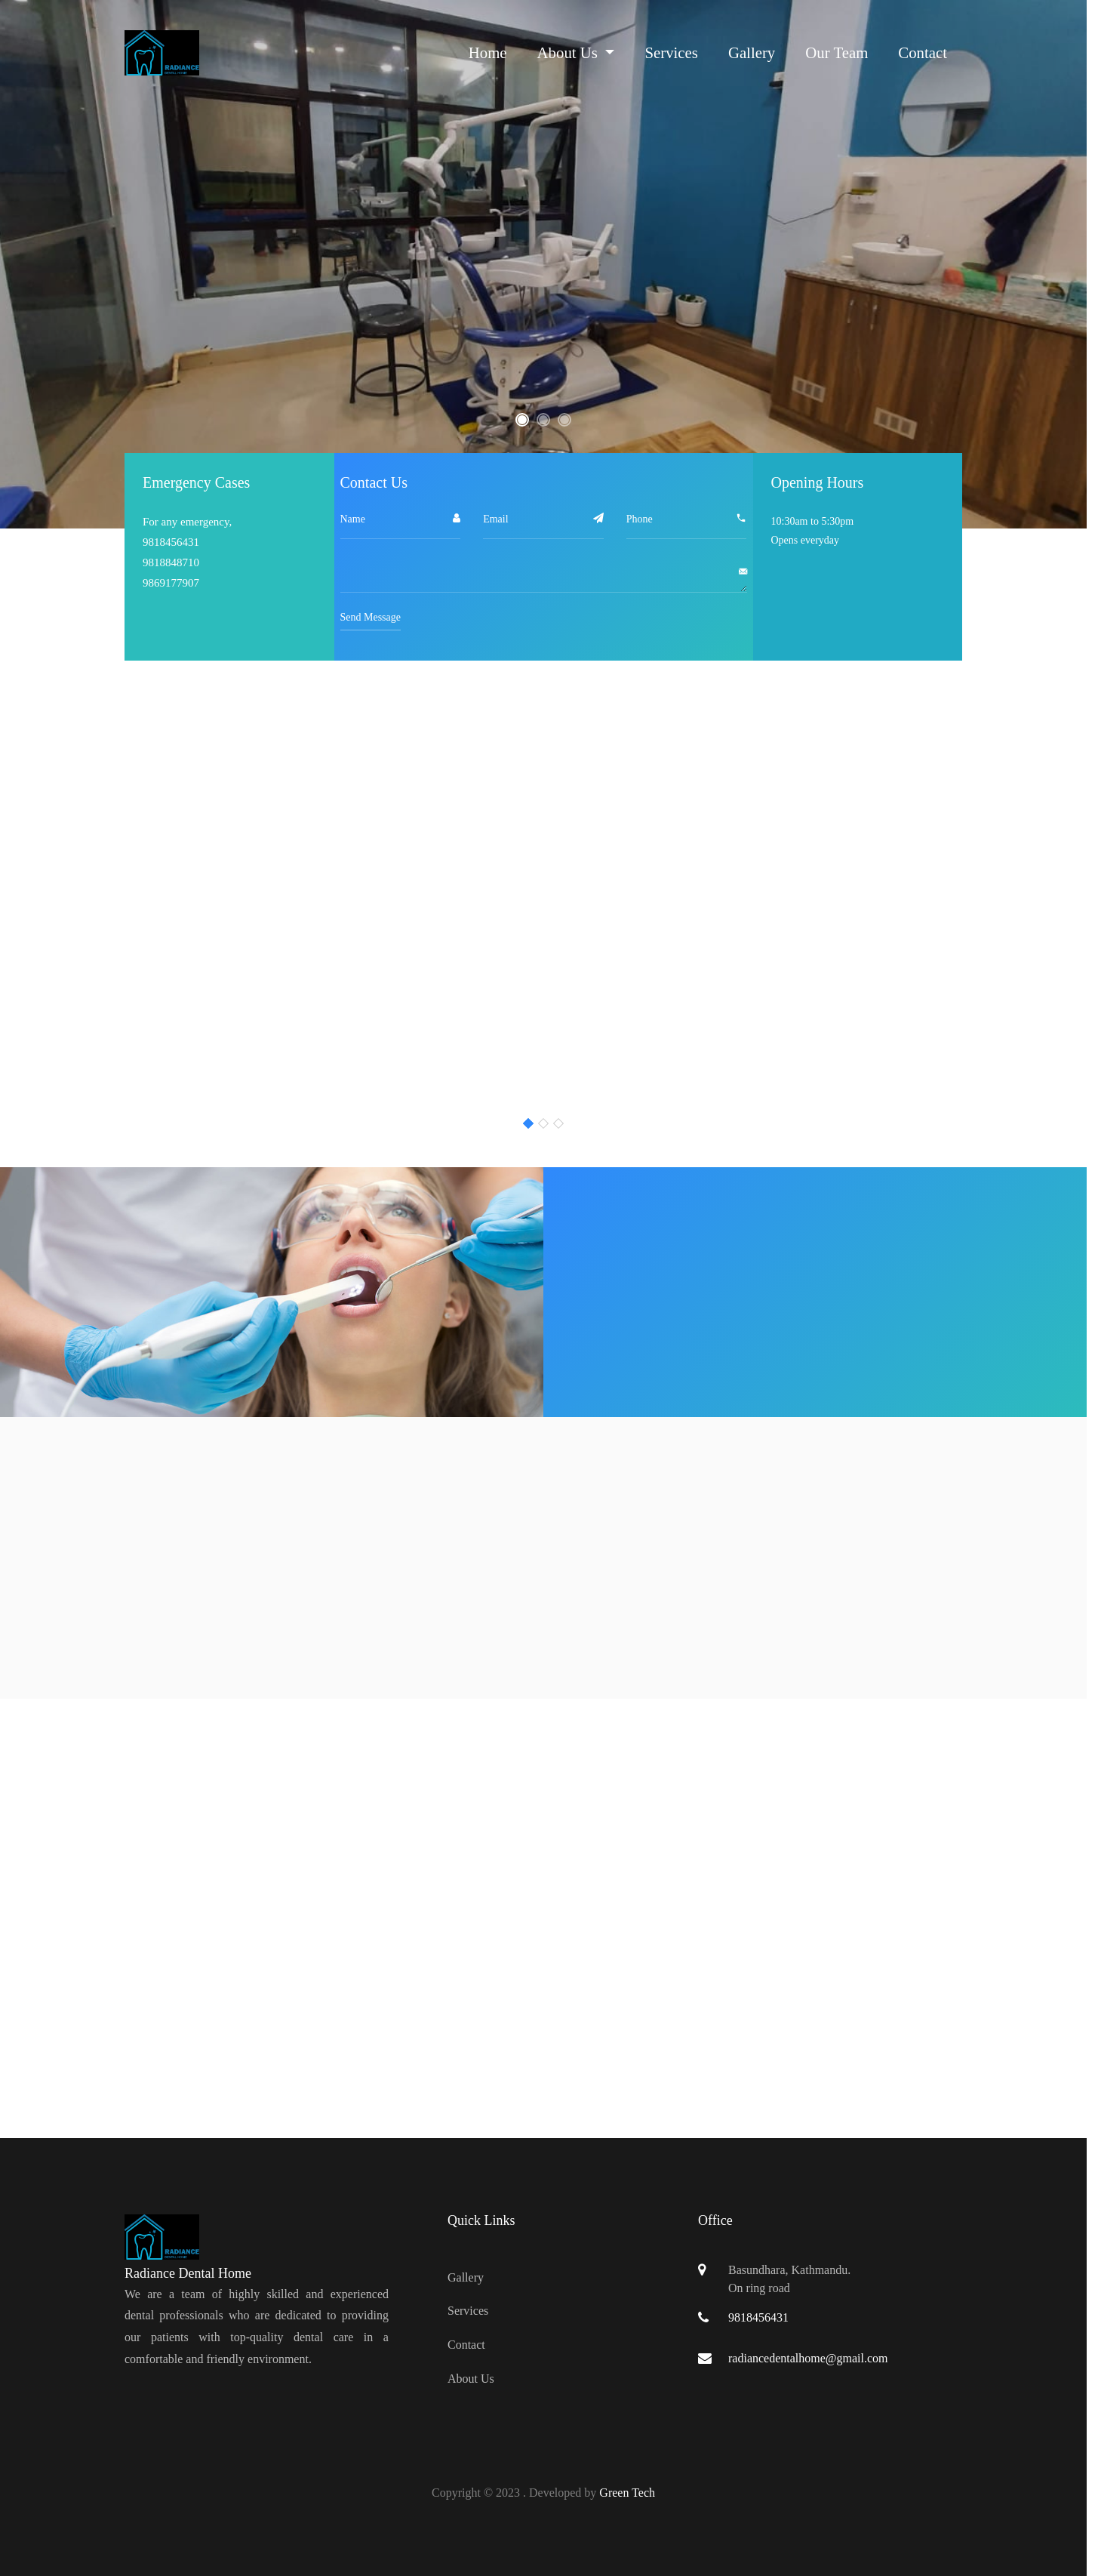 RADIANCE
Home About Us Services Gallery Our Team Contact
Emergency Cases
For any emergency,
9818456431
9818848710
9869177907
Contact Us
Name Email Phone
Send Message
Opening Hours
10:30am to 5:30pm
Opens everyday
RADIANCE
Radiance Dental Home
We are a team of highly skilled and experienced
dental professionals who are dedicated to providing
our patients with top-quality dental care in a
comfortable and friendly environment.
Quick Links
Gallery
Services
Contact
About Us
Office
Basundhara, Kathmandu.
On ring road
9818456431
radiancedentalhome@gmail.com
Copyright © 2023 . Developed by Green Tech